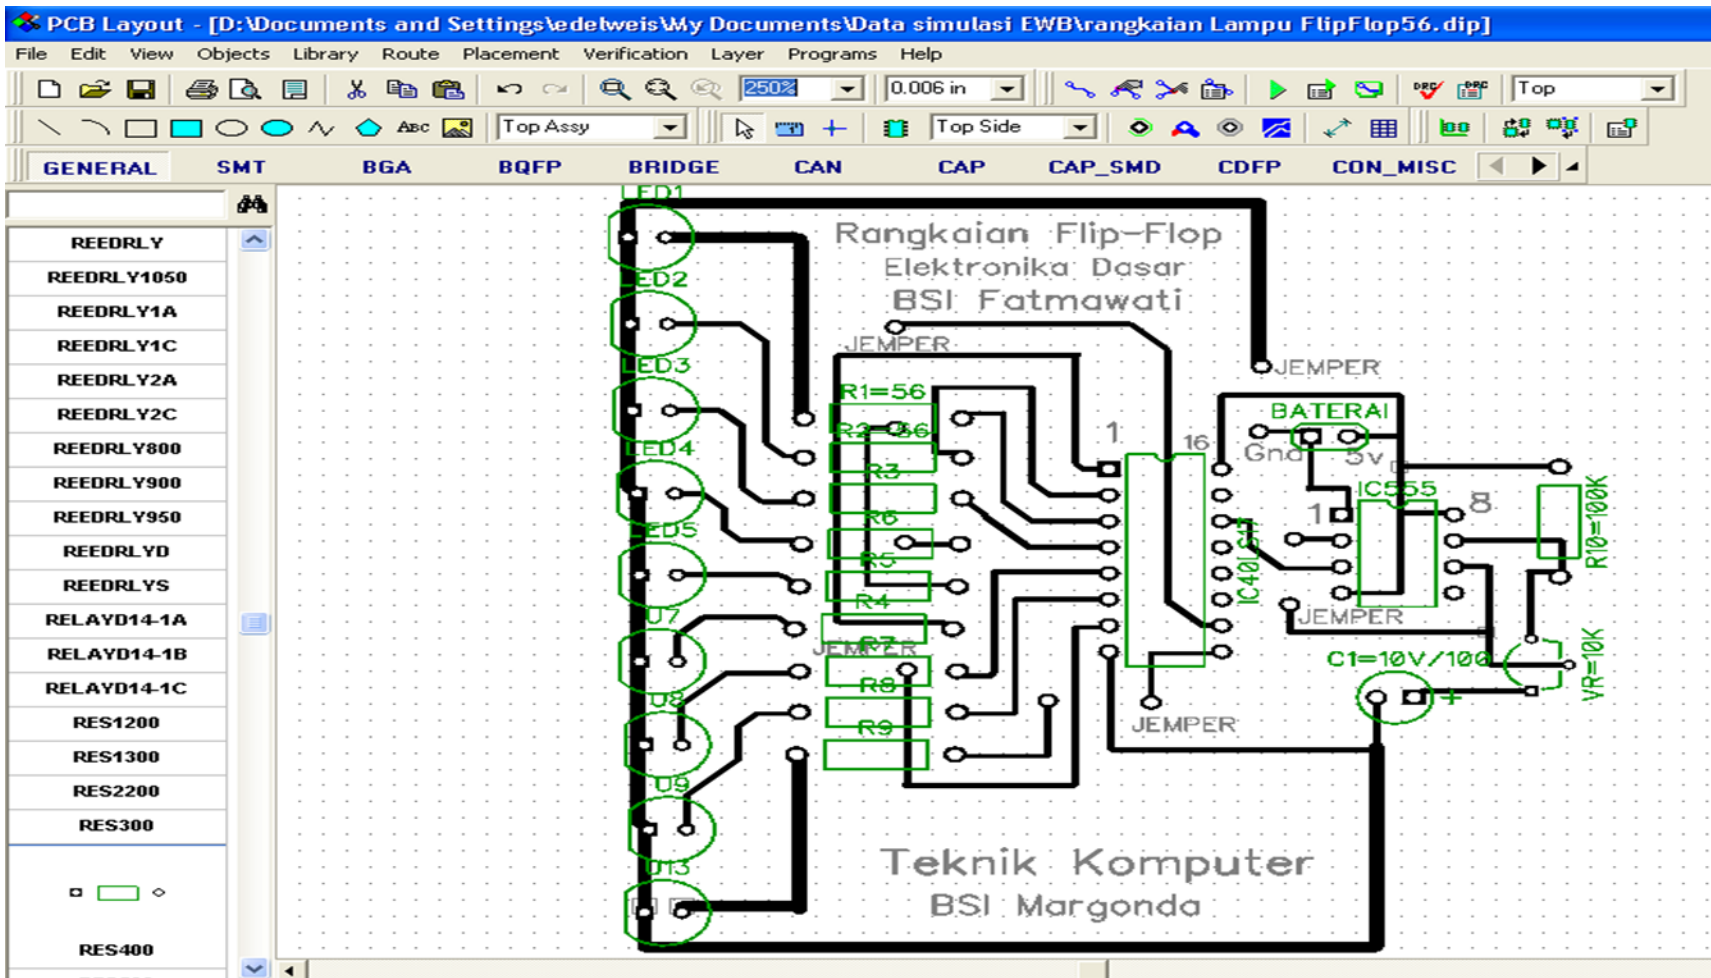 PCB Layout - [D:\Documents and Settings\edelweis\My Documents\Data simulasi EWB\rangkaian Lampu FlipFlop56.dip]
File Edit View Objects Library Route Placement Verification Layer Programs Help
250% 0.006 in DRC DRC Top
ABC Top Assy Top Side
GENERAL SMT BGA BQFP BRIDGE CAN CAP CAP_SMD CDFP CON_MISC
REEDRLY
REEDRLY1050
REEDRLY1A
REEDRLY1C
REEDRLY2A
REEDRLY2C
REEDRLY800
REEDRLY900
REEDRLY950
REEDRLYD
REEDRLYS
RELAYD14-1A
RELAYD14-1B
RELAYD14-1C
RES1200
RES1300
RES2200
RES300
RES400
LED1
LED2
LED3
LED4
LED5
U7
U8
U9
U13
Rangkaian Flip-Flop
Elektronika Dasar
BSI Fatmawati
JEMPER
JEMPER
R1=56
R2=56
R3
R6
R5
R4
R7
JEMPER
R8
R9
1
16
BATERAI
Gnd 5v
IC555
1
8
R10=100K
JEMPER
C1=10V/100
+
VR=10K
JEMPER
Teknik Komputer
BSI Margonda